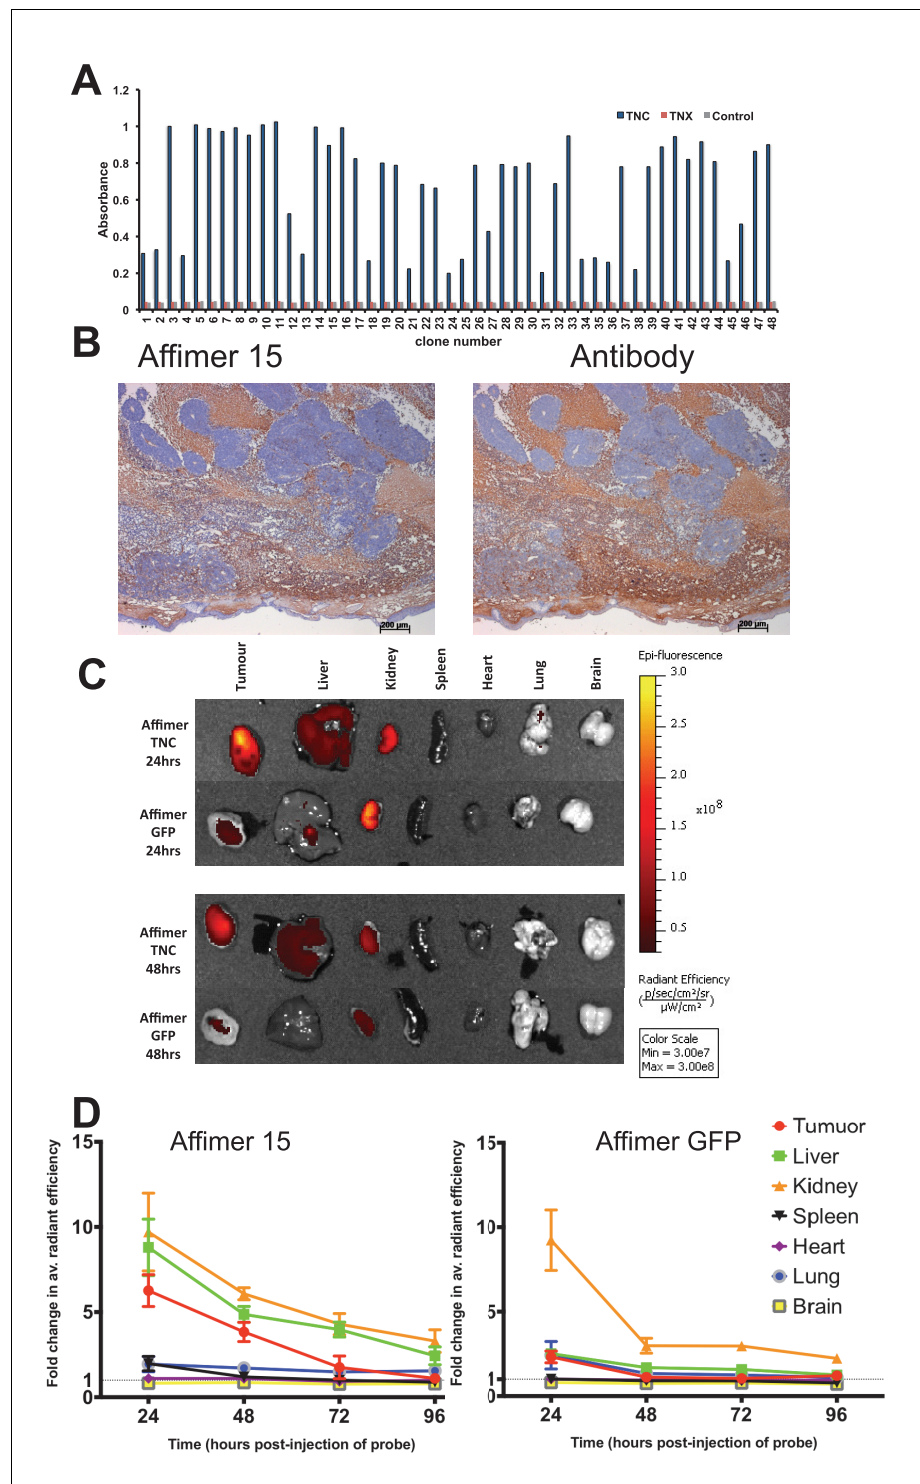 A
1.2
1
0.8
0.6
0.4
0.2
0
Absorbance
TNC TNX Control
1 2 3 4 5 6 7 8 9 10 11 12 13 14 15 16 17 18 19 20 21 22 23 24 25 26 27 28 29 30 31 32 33 34 35 36 37 38 39 40 41 42 43 44 45 46 47 48
clone number
B
Affimer 15
Antibody
200 µm
200 µm
C
Tumour Liver Kidney Spleen Heart Lung Brain
Affimer
TNC
24hrs
Affimer
GFP
24hrs
Affimer
TNC
48hrs
Affimer
GFP
48hrs
Epi-fluorescence
3.0
2.5
2.0
x10⁸
1.5
1.0
0.5
Radiant Efficiency
(p/sec/cm²/sr
µW/cm²)
Color Scale
Min = 3.00e7
Max = 3.00e8
D
Affimer 15
Fold change in av. radiant efficiency
15
10
5
1
0
24 48 72 96
Time (hours post-injection of probe)
Affimer GFP
Fold change in av. radiant efficiency
15
10
5
1
0
24 48 72 96
Time (hours post-injection of probe)
Tumuor
Liver
Kidney
Spleen
Heart
Lung
Brain